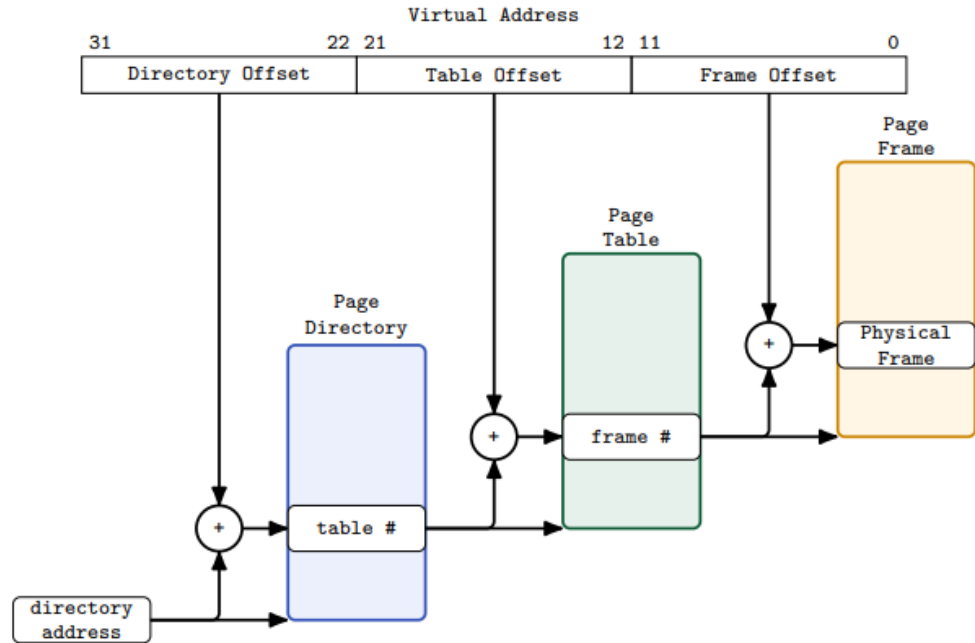 Virtual Address
31 22 21 12 11 0
Directory Offset Table Offset Frame Offset
Page
Frame
Page
Table
Page
Directory
+
Physical
Frame
+
frame #
+
table #
directory
address